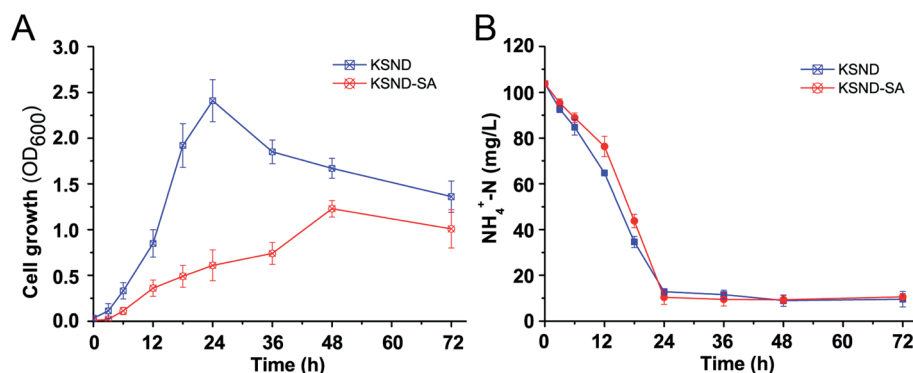 A
3.0
2.5
2.0
1.5
1.0
0.5
0.0
Cell growth (OD600)
KSND
KSND-SA
0 12 24 36 48 60 72
Time (h)
B
120
100
80
60
40
20
0
NH4+-N (mg/L)
KSND
KSND-SA
0 12 24 36 48 60 72
Time (h)